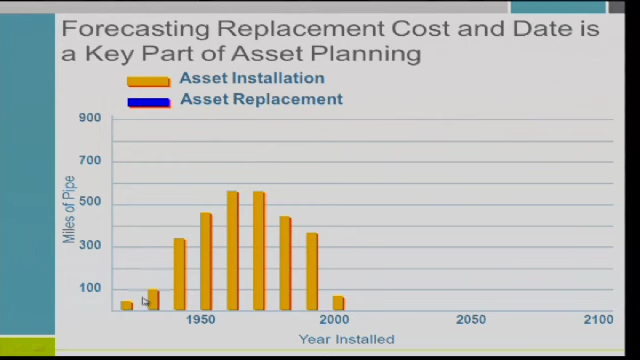 Forecasting Replacement Cost and Date is
a Key Part of Asset Planning
Asset Installation
Asset Replacement
900
700
500
300
100
Miles of Pipe
1950
2000
2050
2100
Year Installed